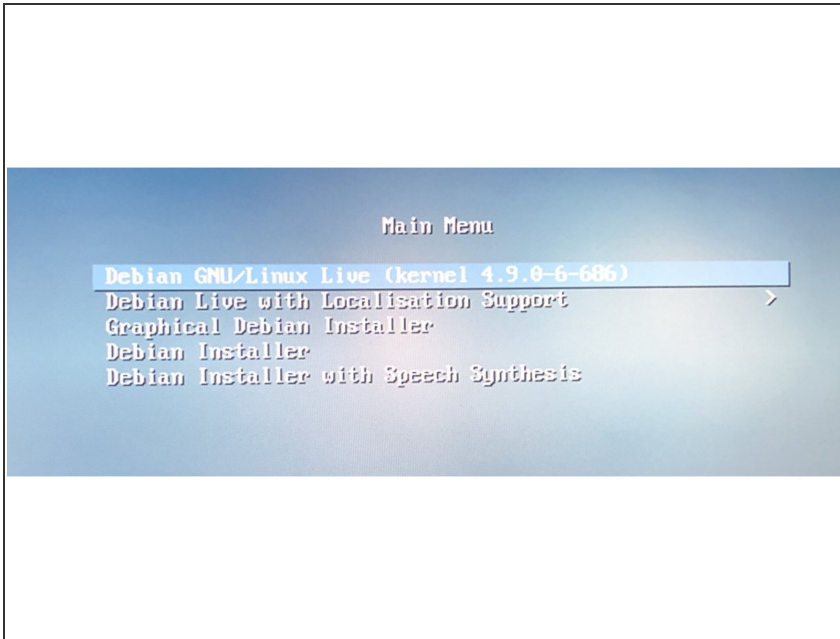 Main Menu
Debian GNU/Linux Live (kernel 4.9.0-6-686)
Debian Live with Localisation Support >
Graphical Debian Installer
Debian Installer
Debian Installer with Speech Synthesis